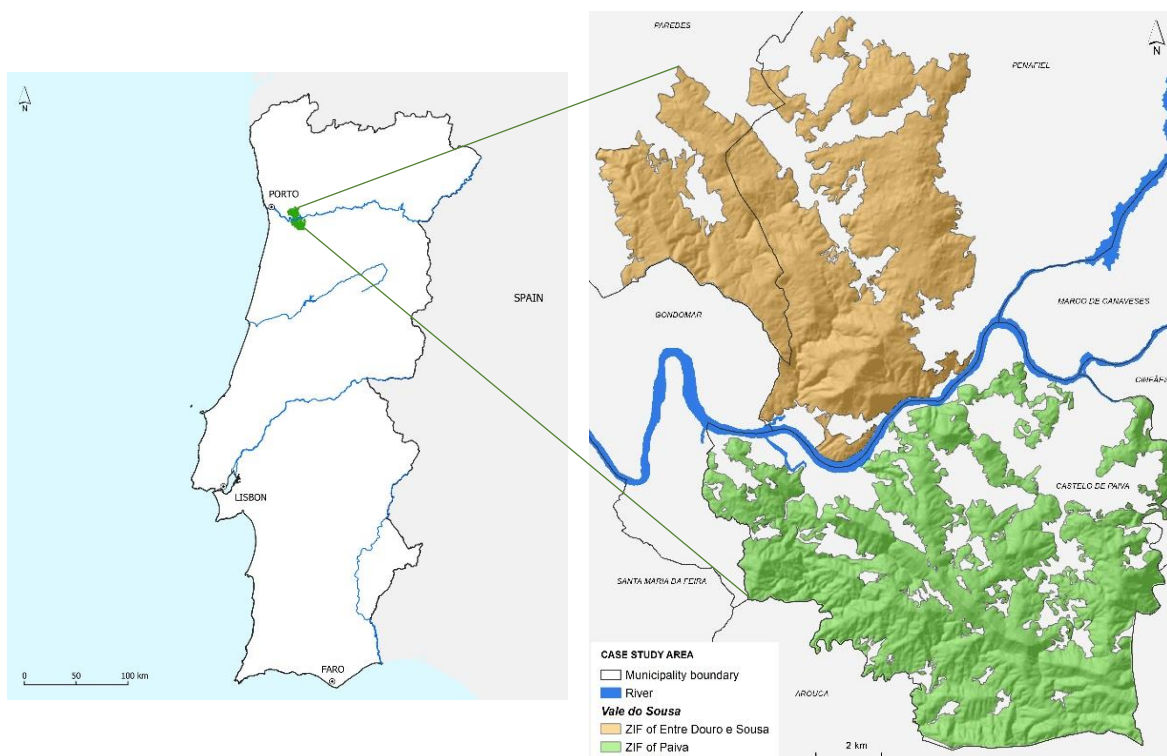 N
PORTO
SPAIN
LISBON
FARO
0 50 100 km
PAREDES
N
PENAFIEL
MARCO DE CANAVESES
GONDOMAR
CASTELO DE PAIVA
SANTA MARIA DA FEIRA
AROUCA
CASE STUDY AREA
Municipality boundary
River
Vale do Sousa
ZIF of Entre Douro e Sousa
ZIF of Paiva
2 km